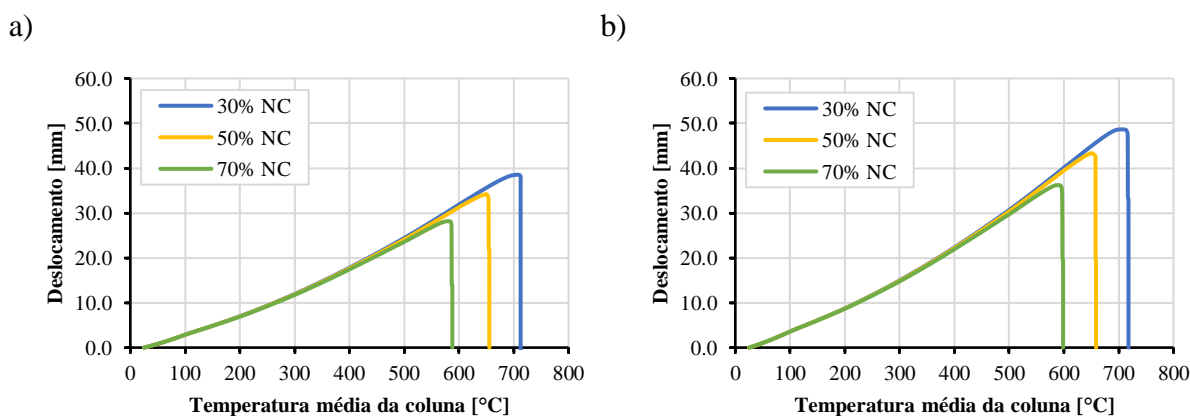 a)
60.0
50.0
40.0
30.0
20.0
10.0
0.0
0 100 200 300 400 500 600 700 800
Deslocamento [mm]
Temperatura média da coluna [°C]
30% NC
50% NC
70% NC
b)
60.0
50.0
40.0
30.0
20.0
10.0
0.0
0 100 200 300 400 500 600 700 800
Deslocamento [mm]
Temperatura média da coluna [°C]
30% NC
50% NC
70% NC